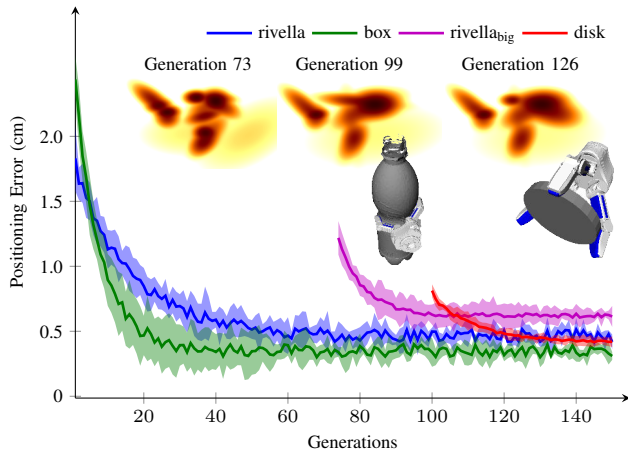 rivella box rivella_big disk
Generation 73 Generation 99 Generation 126
Positioning Error (cm)
2.0
1.5
1.0
0.5
0
20 40 60 80 100 120 140
Generations